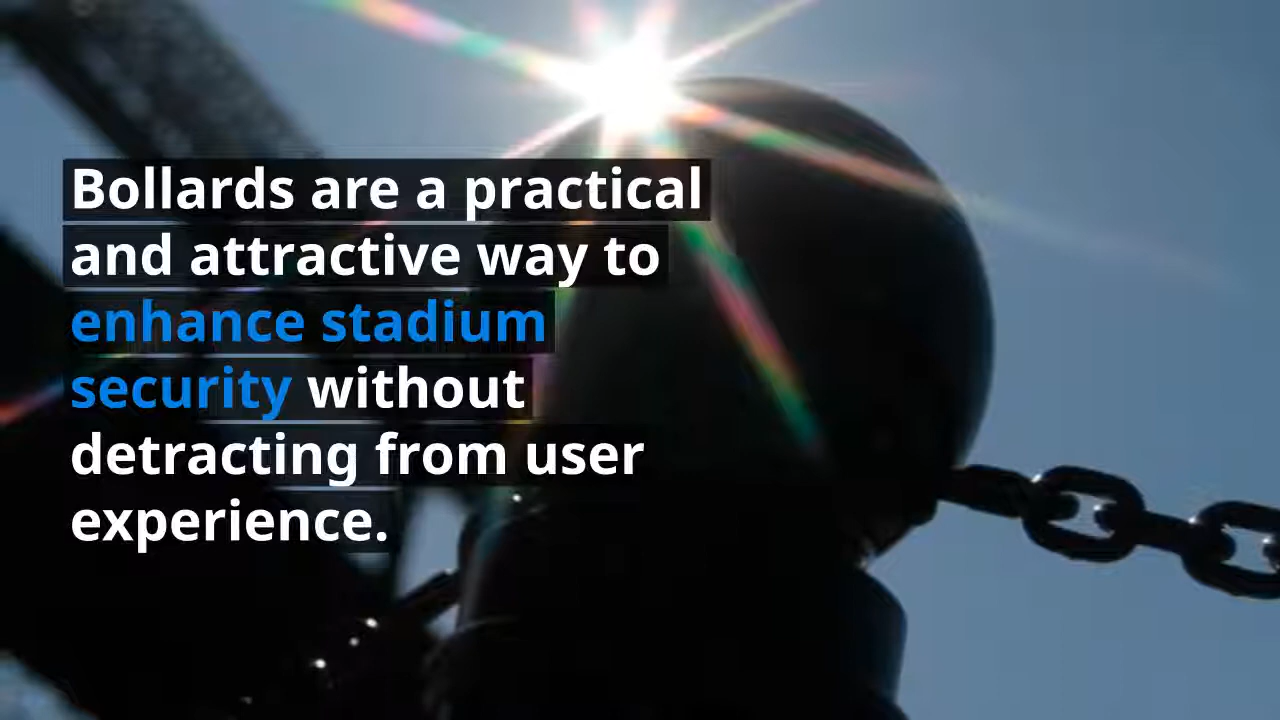 Bollards are a practical
and attractive way to
enhance stadium
security without
detracting from user
experience.